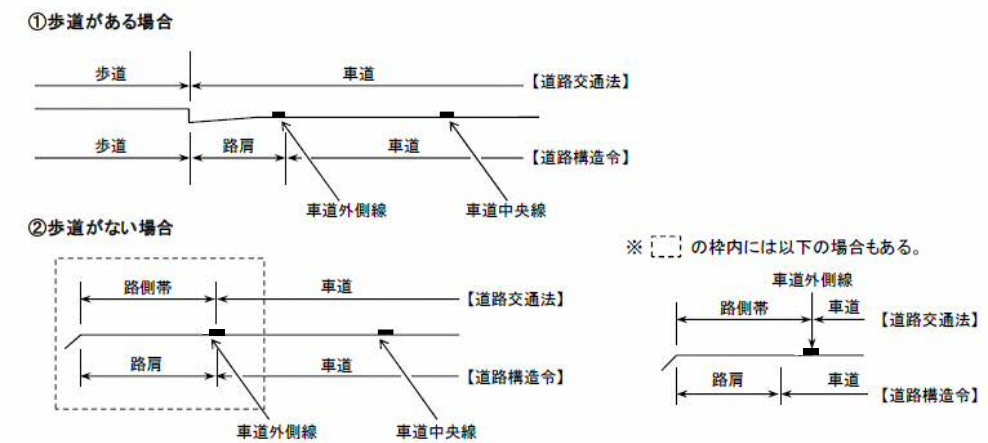 ①歩道がある場合
歩道 車道 【道路交通法】
歩道 路肩 車道 【道路構造令】
車道外側線 車道中央線
②歩道がない場合
路側帯 車道 【道路交通法】
路肩 車道 【道路構造令】
車道外側線 車道中央線
※ の枠内には以下の場合もある。
車道外側線
路側帯 車道 【道路交通法】
路肩 車道 【道路構造令】